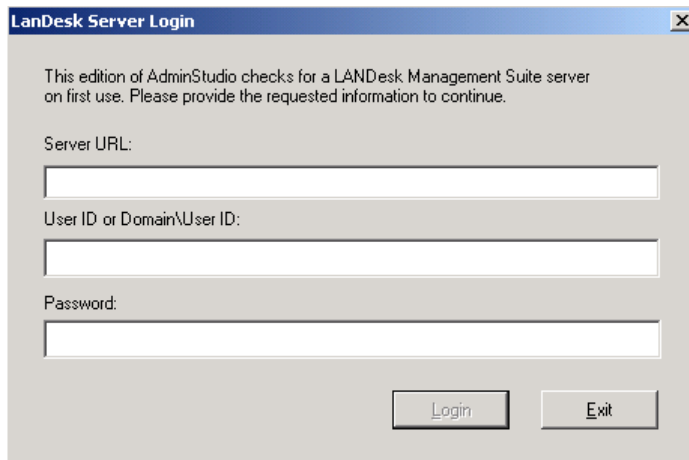 LanDesk Server Login
This edition of AdminStudio checks for a LANDesk Management Suite server
on first use. Please provide the requested information to continue.
Server URL:
User ID or Domain\User ID:
Password:
Login Exit